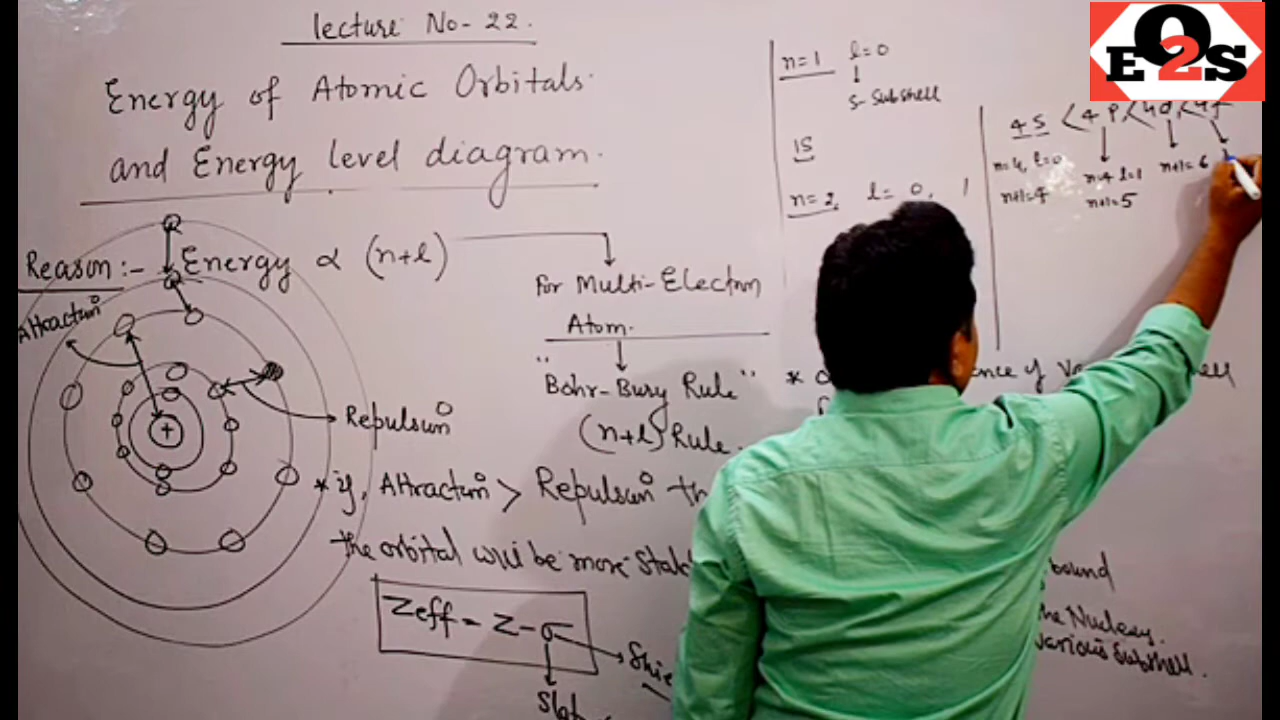 lecture No- 22.
Energy of Atomic Orbitals
and Energy level diagram.
Reason:- Energy ∝ (n+l)
Attraction
+
Repulsion
For Multi-Electron
Atom.
"Bohr-Bury Rule"
(n+l) Rule.
* if, Attraction > Repulsion
the orbital will be more
Zeff = Z-σ
n=1 l=0
s-Subshell
1S
n=2, l= 0, 1
4S <4P<4d<4f
n=4, l=0
n+l=4
n=4 l=1
n+l=5
n+l=6
*
of
bound
the Nucleus.
various Subshell.
EO2S